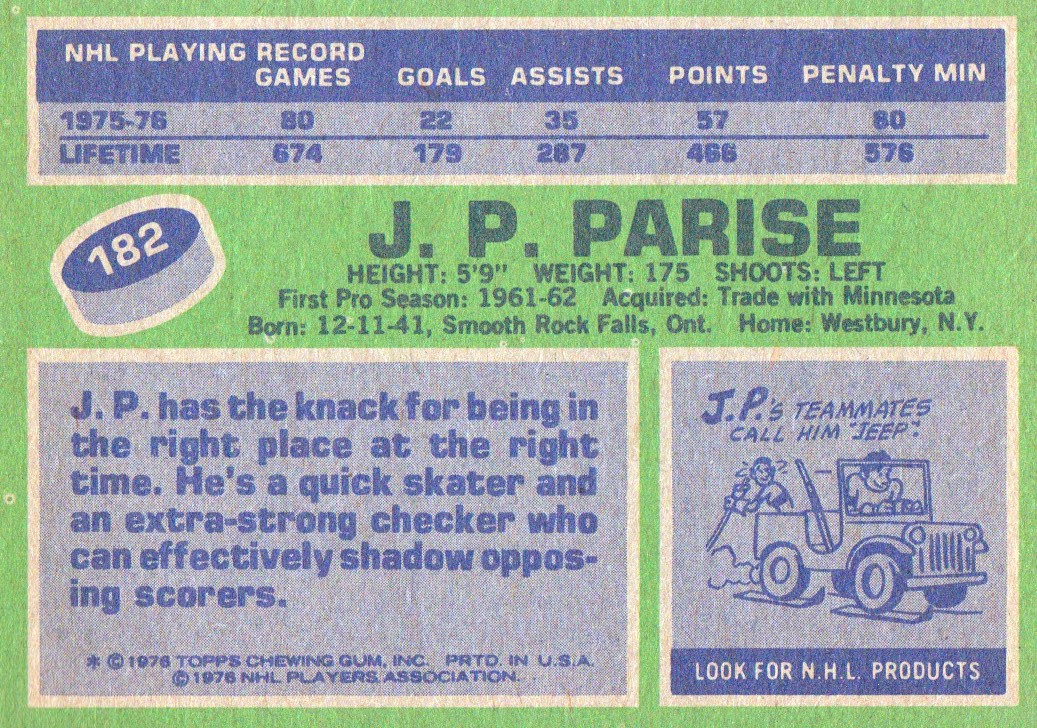 NHL PLAYING RECORD
GAMES GOALS ASSISTS POINTS PENALTY MIN
1975-76 80 22 35 57 80
LIFETIME 674 179 287 466 576
182
J. P. PARISE
HEIGHT: 5'9" WEIGHT: 175 SHOOTS: LEFT
First Pro Season: 1961-62 Acquired: Trade with Minnesota
Born: 12-11-41, Smooth Rock Falls, Ont. Home: Westbury, N.Y.
J. P. has the knack for being in
the right place at the right
time. He's a quick skater and
an extra-strong checker who
can effectively shadow oppos-
ing scorers.
* © 1976 TOPPS CHEWING GUM, INC. PRTD. IN U.S.A.
© 1976 NHL PLAYERS ASSOCIATION.
J.P.'s TEAMMATES
CALL HIM "JEEP".
LOOK FOR N.H.L. PRODUCTS